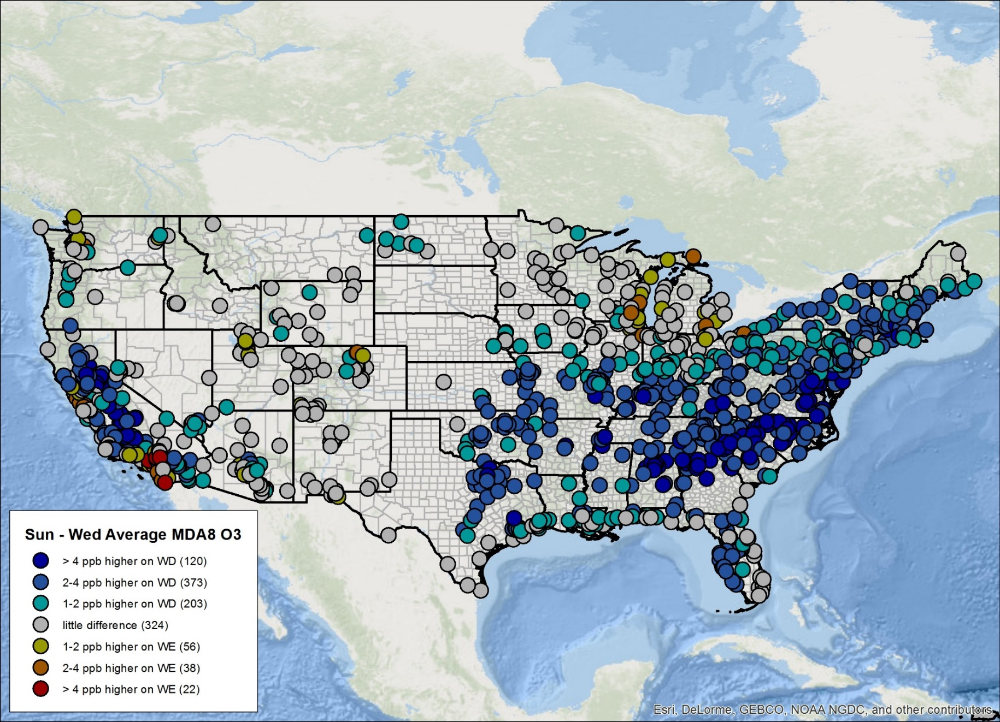 Sun - Wed Average MDA8 O3
> 4 ppb higher on WD (120)
2-4 ppb higher on WD (373)
1-2 ppb higher on WD (203)
little difference (324)
1-2 ppb higher on WE (56)
2-4 ppb higher on WE (38)
> 4 ppb higher on WE (22)
Esri, DeLorme, GEBCO, NOAA NGDC, and other contributors